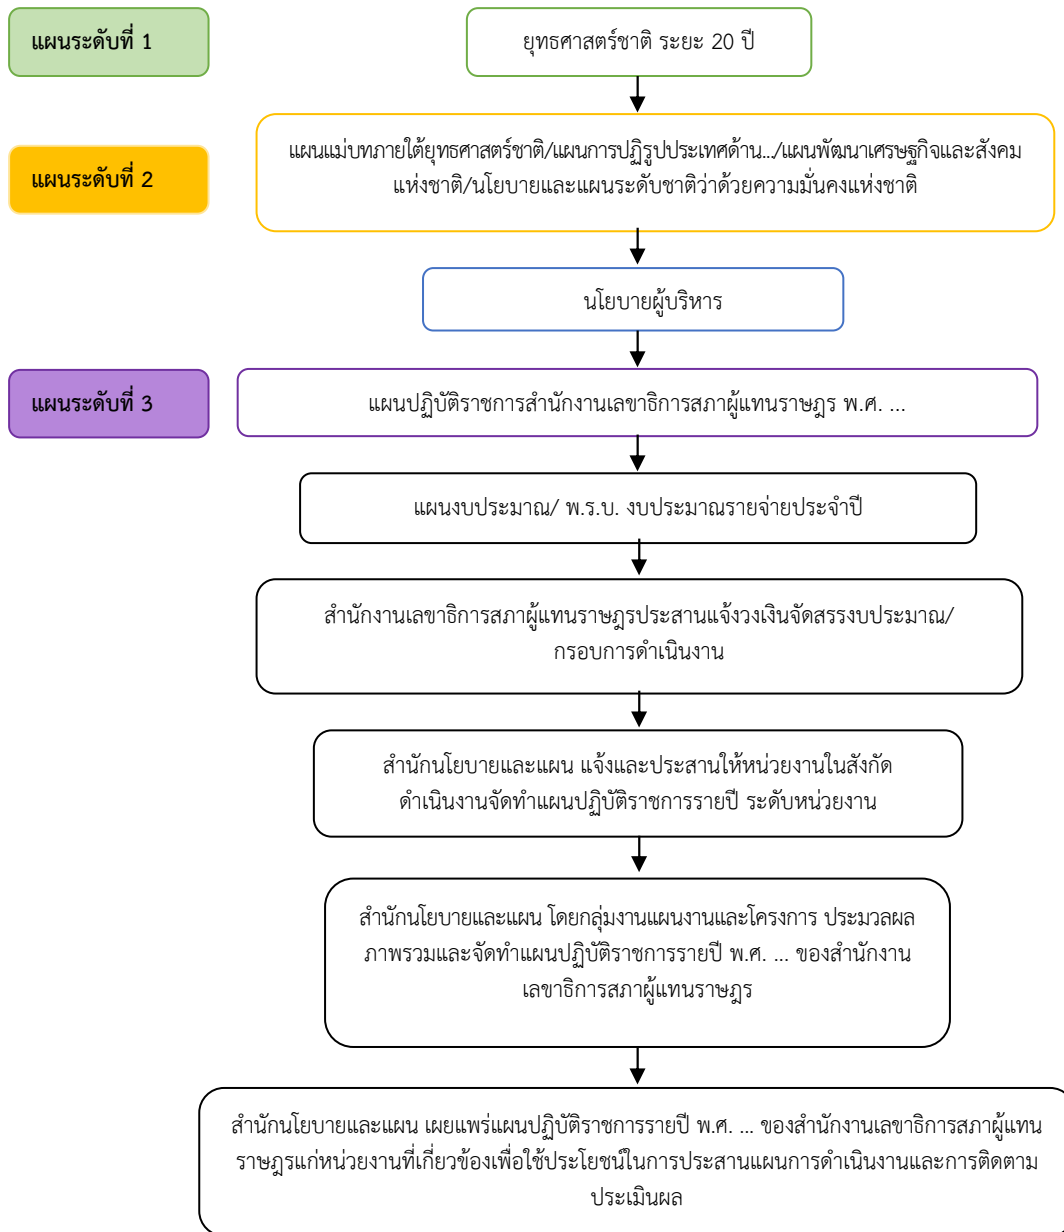 แผนระดับที่ 1
ยุทธศาสตร์ชาติ ระยะ 20 ปี
แผนระดับที่ 2
แผนแม่บทภายใต้ยุทธศาสตร์ชาติ/แผนการปฏิรูปประเทศด้าน.../แผนพัฒนาเศรษฐกิจและสังคม
แห่งชาติ/นโยบายและแผนระดับชาติว่าด้วยความมั่นคงแห่งชาติ
นโยบายผู้บริหาร
แผนระดับที่ 3
แผนปฏิบัติราชการสำนักงานเลขาธิการสภาผู้แทนราษฎร พ.ศ. ...
แผนงบประมาณ/ พ.ร.บ. งบประมาณรายจ่ายประจำปี
สำนักงานเลขาธิการสภาผู้แทนราษฎรประสานแจ้งวงเงินจัดสรรงบประมาณ/
กรอบการดำเนินงาน
สำนักนโยบายและแผน แจ้งและประสานให้หน่วยงานในสังกัด
ดำเนินงานจัดทำแผนปฏิบัติราชการรายปี ระดับหน่วยงาน
สำนักนโยบายและแผน โดยกลุ่มงานแผนงานและโครงการ ประมวลผล
ภาพรวมและจัดทำแผนปฏิบัติราชการรายปี พ.ศ. ... ของสำนักงาน
เลขาธิการสภาผู้แทนราษฎร
สำนักนโยบายและแผน เผยแพร่แผนปฏิบัติราชการรายปี พ.ศ. ... ของสำนักงานเลขาธิการสภาผู้แทน
ราษฎรแก่หน่วยงานที่เกี่ยวข้องเพื่อใช้ประโยชน์ในการประสานแผนการดำเนินงานและการติดตาม
ประเมินผล